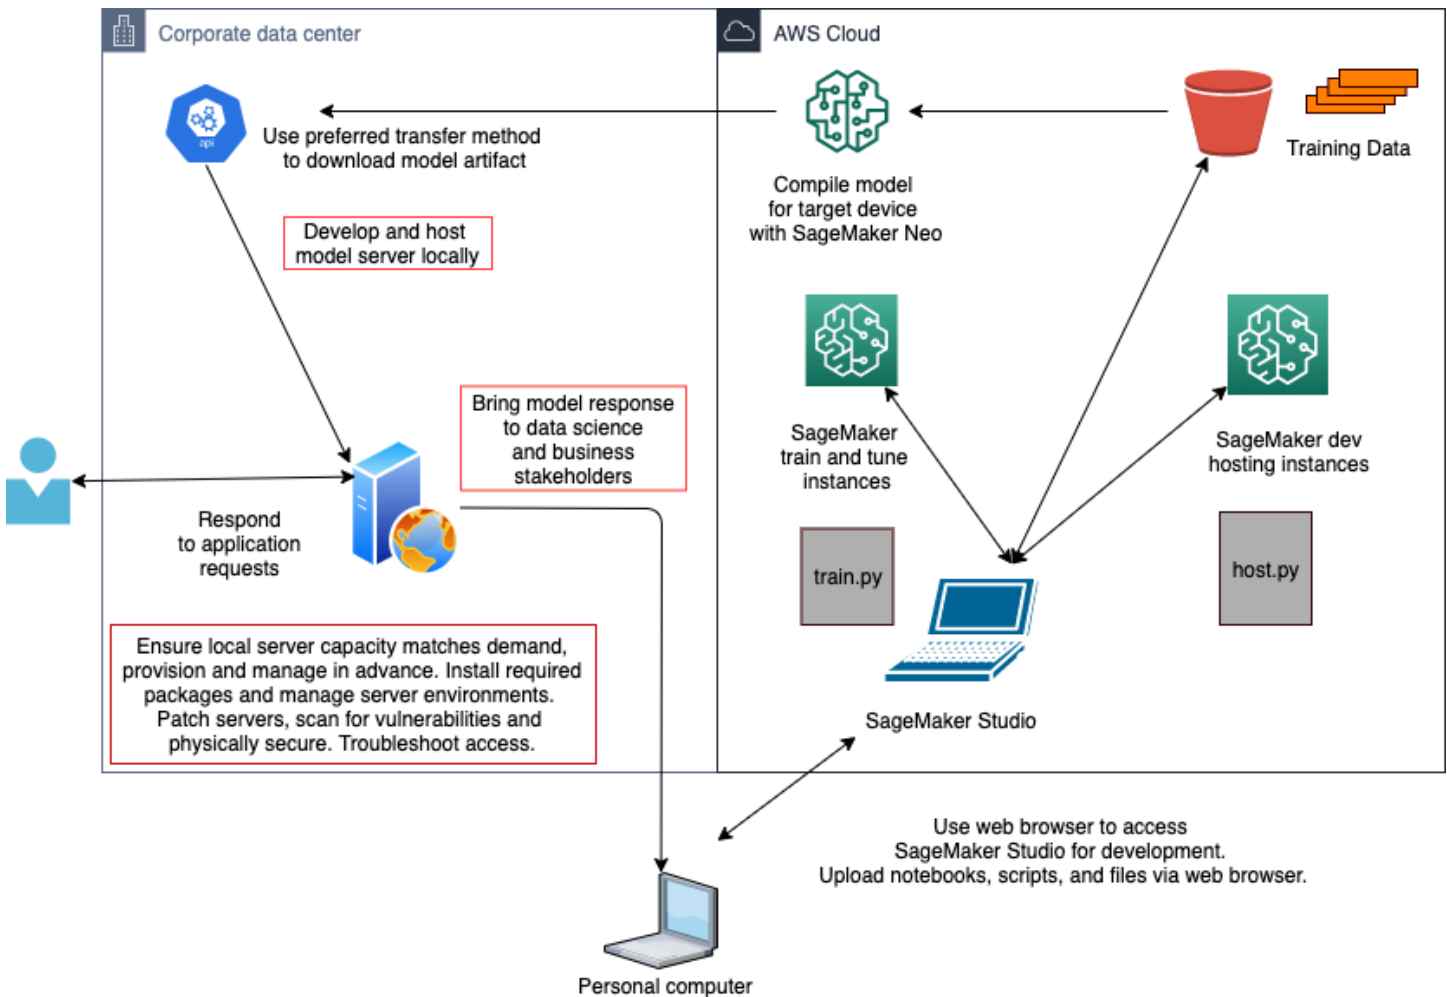 Corporate data center
AWS Cloud
api
Use preferred transfer method
to download model artifact
Training Data
Compile model
for target device
with SageMaker Neo
Develop and host
model server locally
Bring model response
to data science
and business
stakeholders
SageMaker
train and tune
instances
SageMaker dev
hosting instances
Respond
to application
requests
train.py
host.py
Ensure local server capacity matches demand,
provision and manage in advance. Install required
packages and manage server environments.
Patch servers, scan for vulnerabilities and
physically secure. Troubleshoot access.
SageMaker Studio
Use web browser to access
SageMaker Studio for development.
Upload notebooks, scripts, and files via web browser.
Personal computer